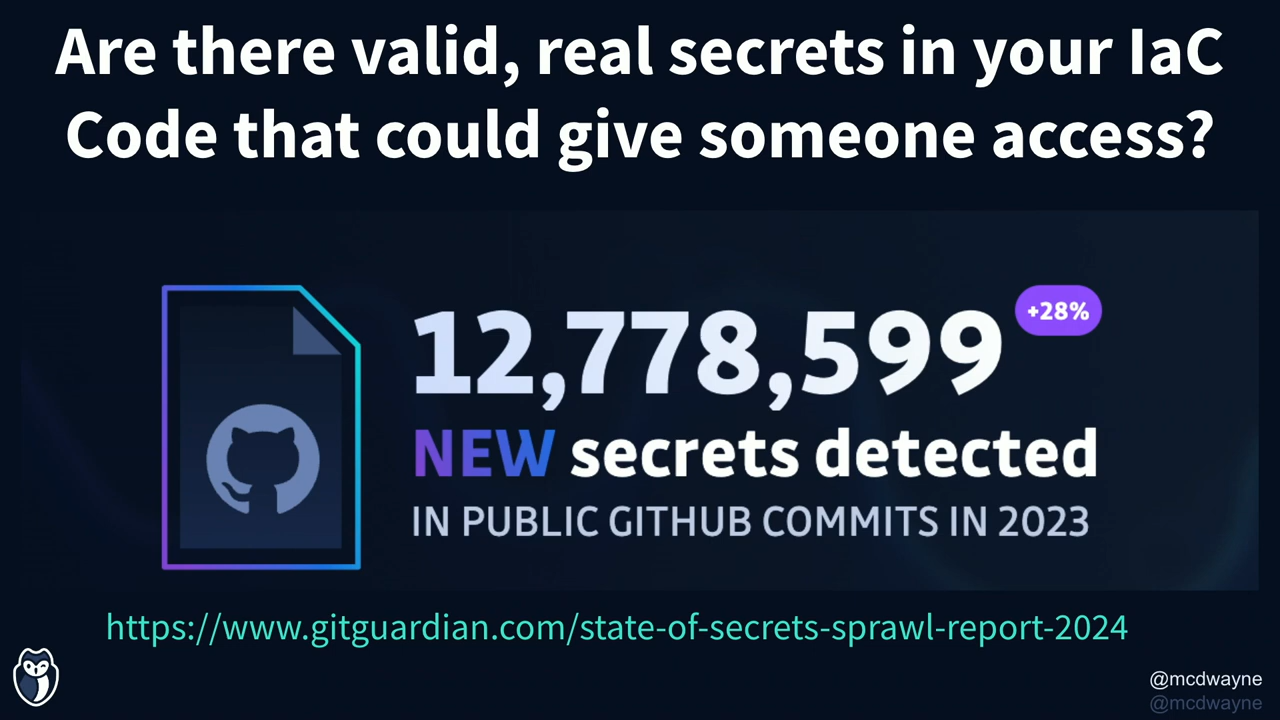 Are there valid, real secrets in your IaC
Code that could give someone access?
12,778,599
+28%
NEW secrets detected
IN PUBLIC GITHUB COMMITS IN 2023
https://www.gitguardian.com/state-of-secrets-sprawl-report-2024
@mcdwayne
@mcdwayne